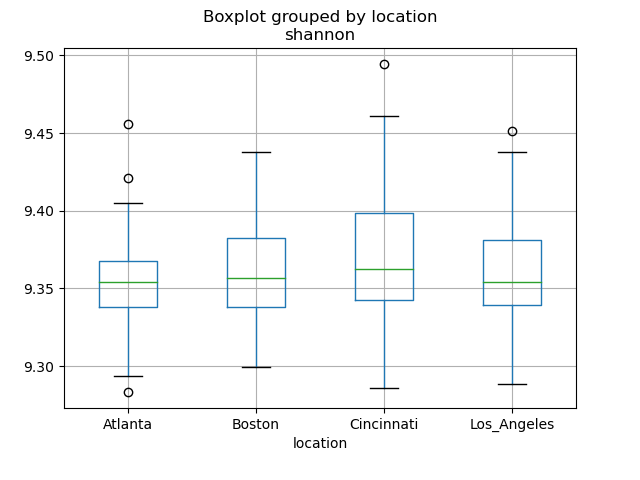 Boxplot grouped by location
shannon
9.50
9.45
9.40
9.35
9.30
Atlanta Boston Cincinnati Los_Angeles
location